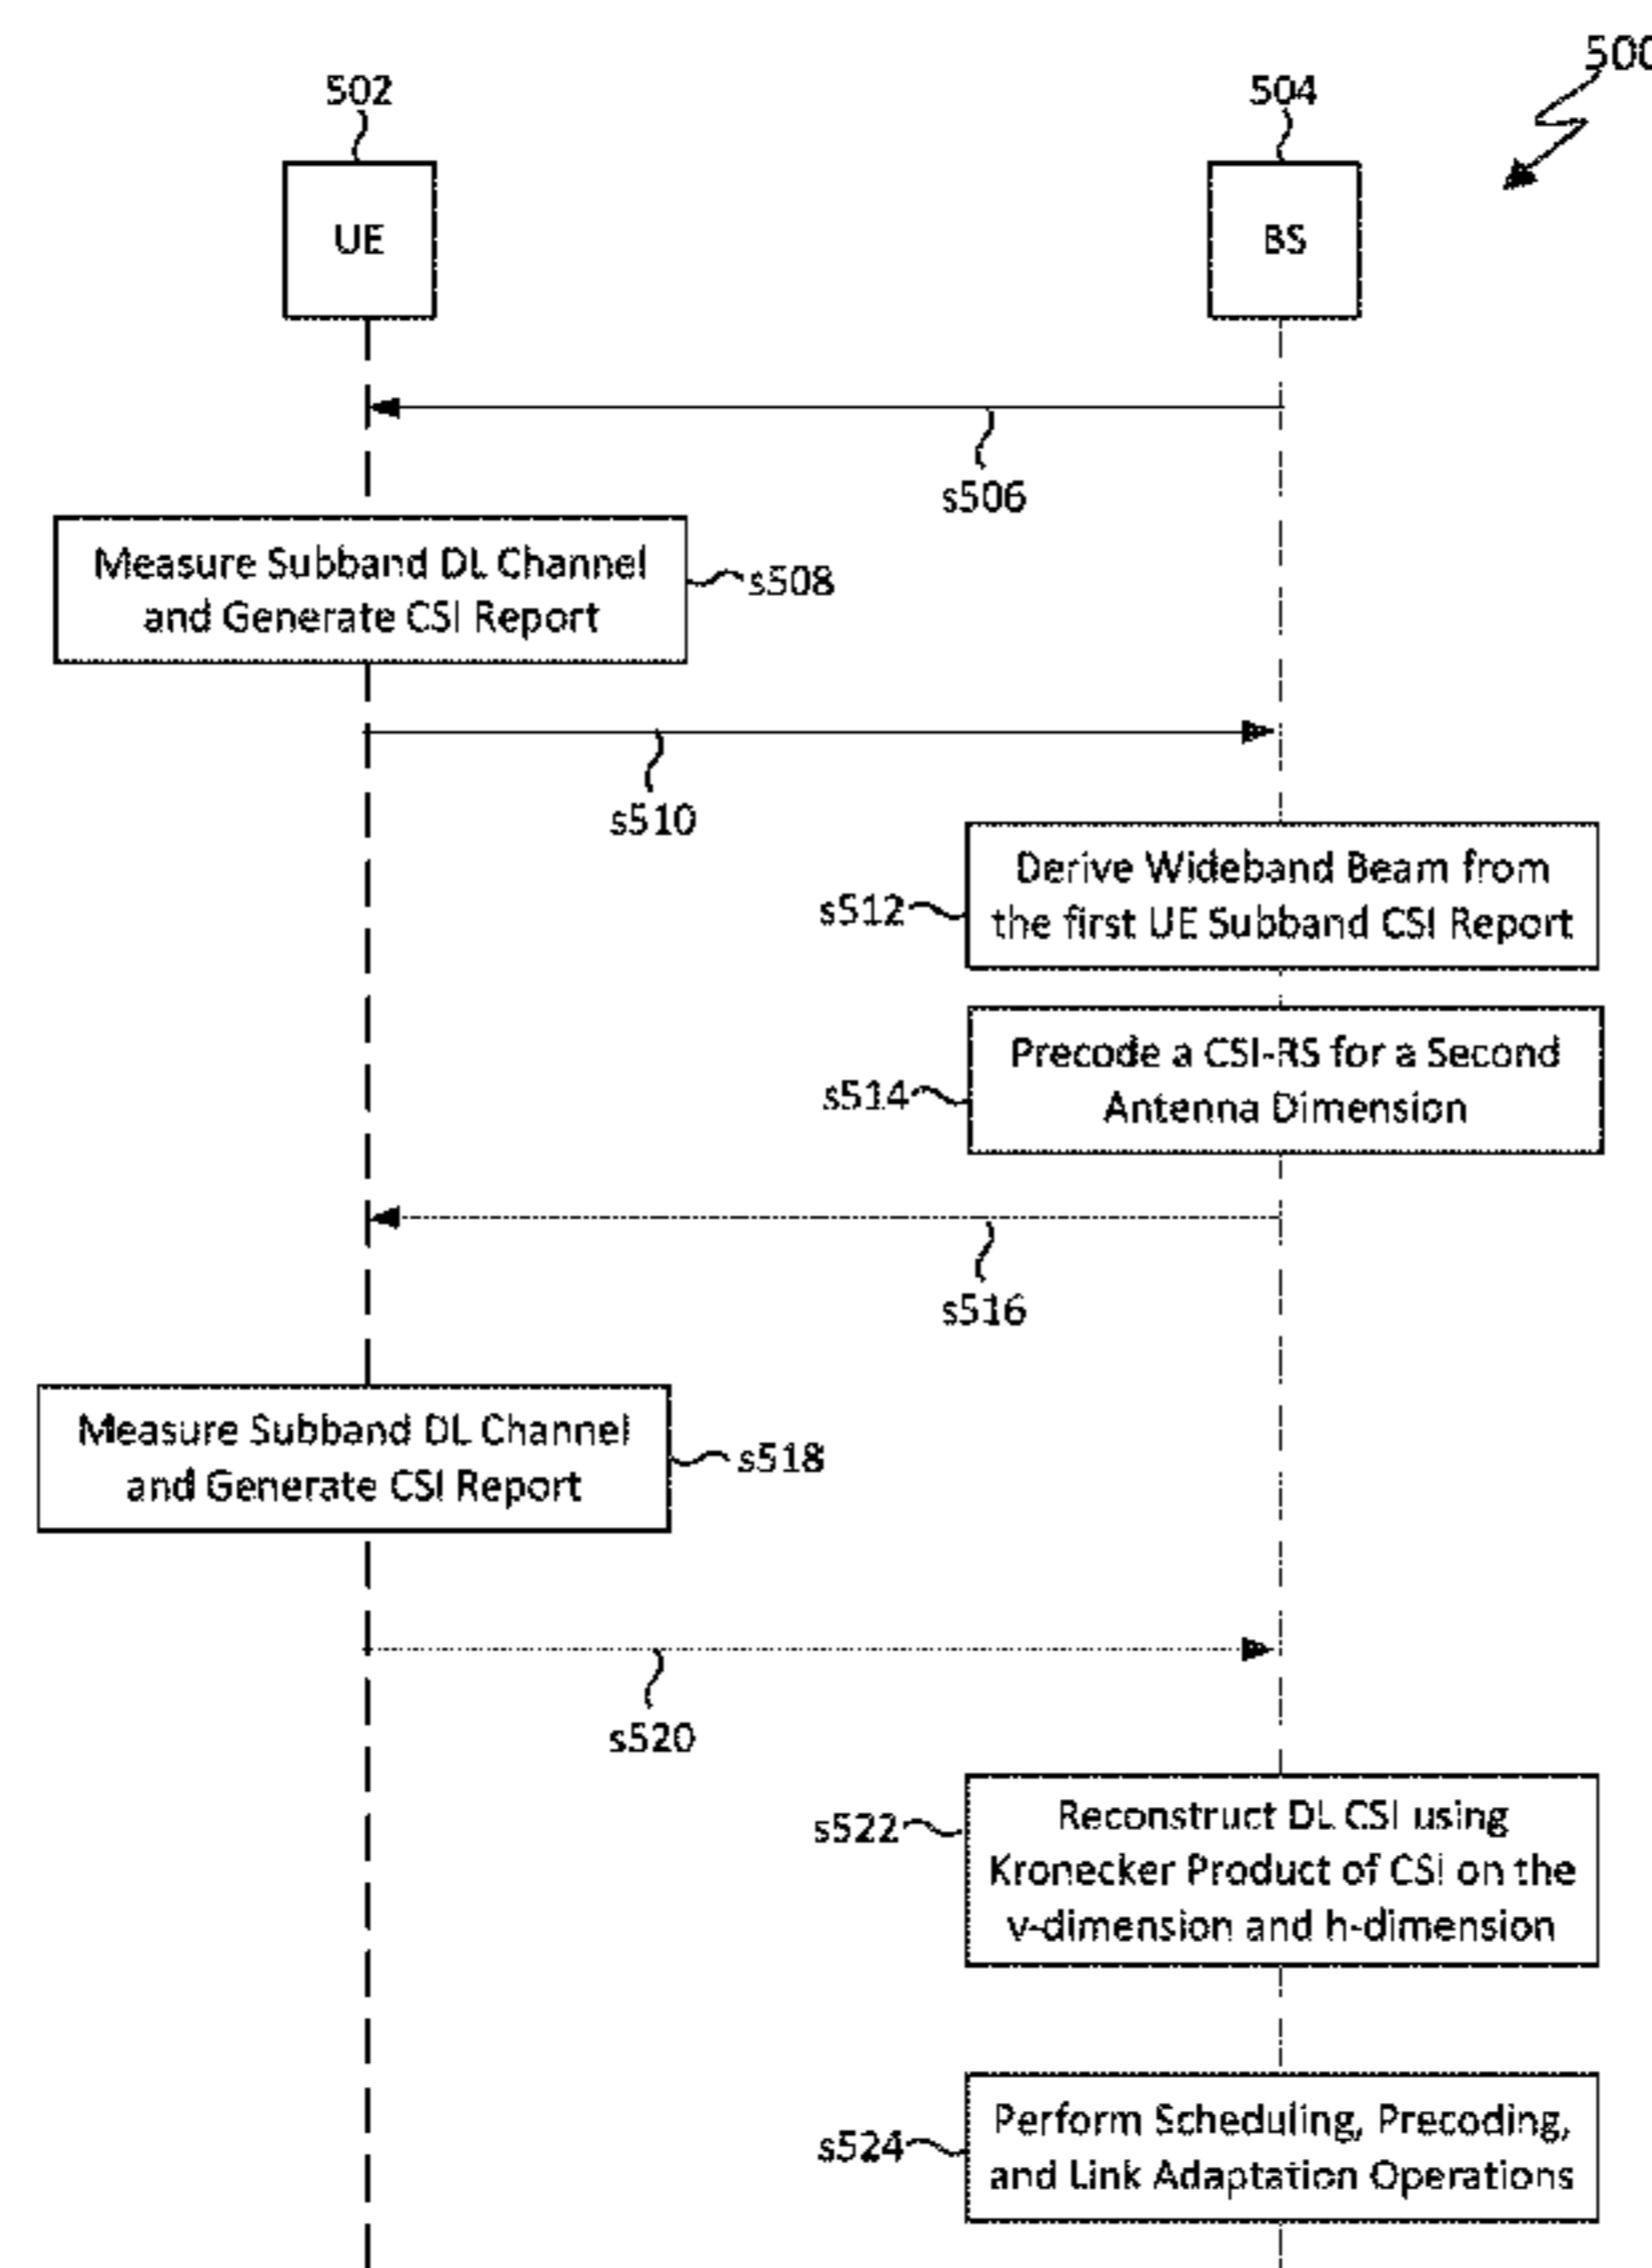 500
502
504
UE
BS
s506
Measure Subband DL Channel
and Generate CSI Report
s508
s510
Derive Wideband Beam from
the first UE Subband CSI Report
s512
Precode a CSI-RS for a Second
Antenna Dimension
s514
s516
Measure Subband DL Channel
and Generate CSI Report
s518
s520
Reconstruct DL CSI using
Kronecker Product of CSI on the
v-dimension and h-dimension
s522
Perform Scheduling, Precoding,
and Link Adaptation Operations
s524